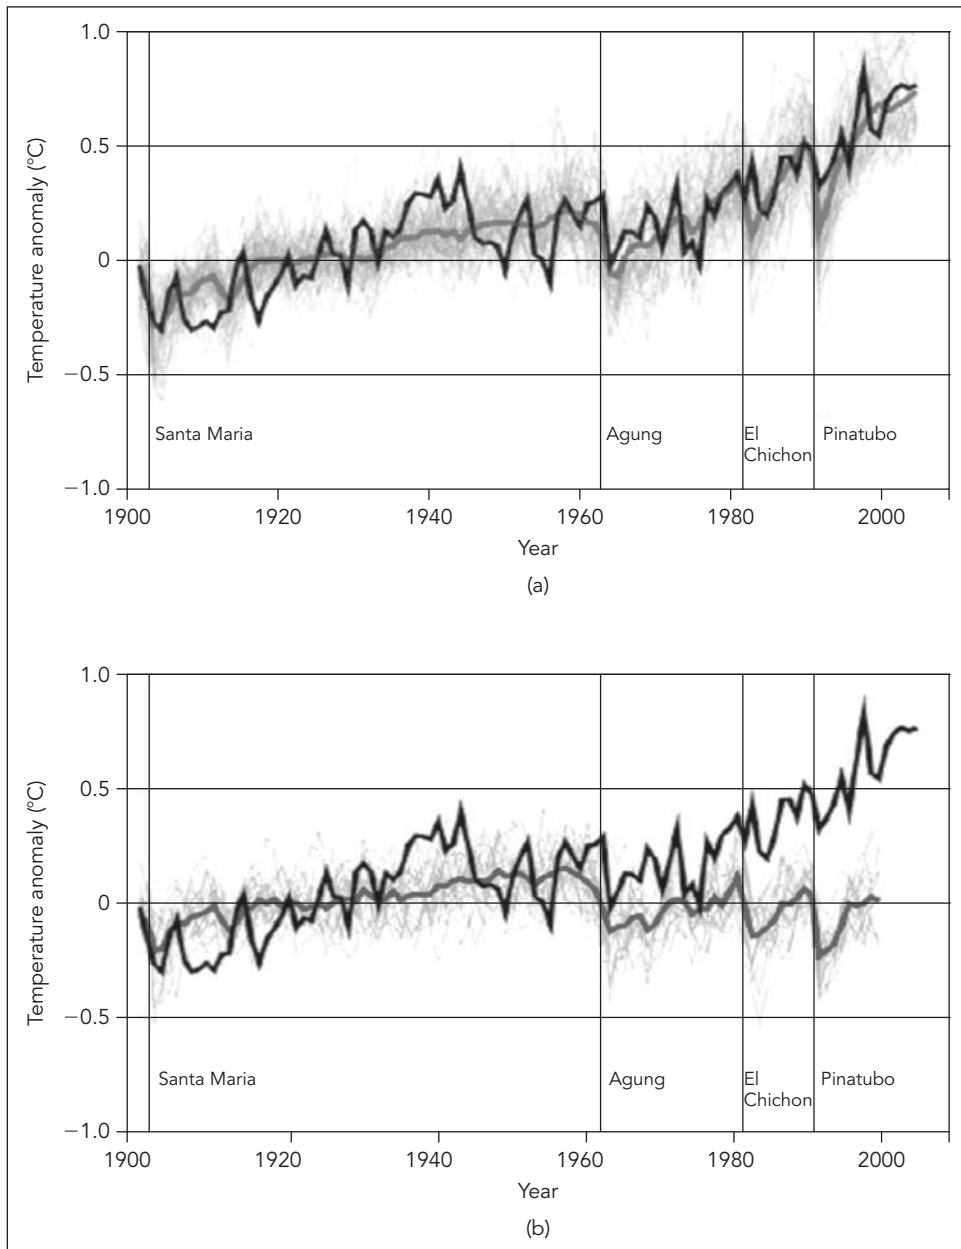 1.0
0.5
0
−0.5
−1.0
Temperature anomaly (°C)
Santa Maria
Agung
El
Chichon
Pinatubo
1900
1920
1940
1960
1980
2000
Year
(a)
1.0
0.5
0
−0.5
−1.0
Temperature anomaly (°C)
Santa Maria
Agung
El
Chichon
Pinatubo
1900
1920
1940
1960
1980
2000
Year
(b)